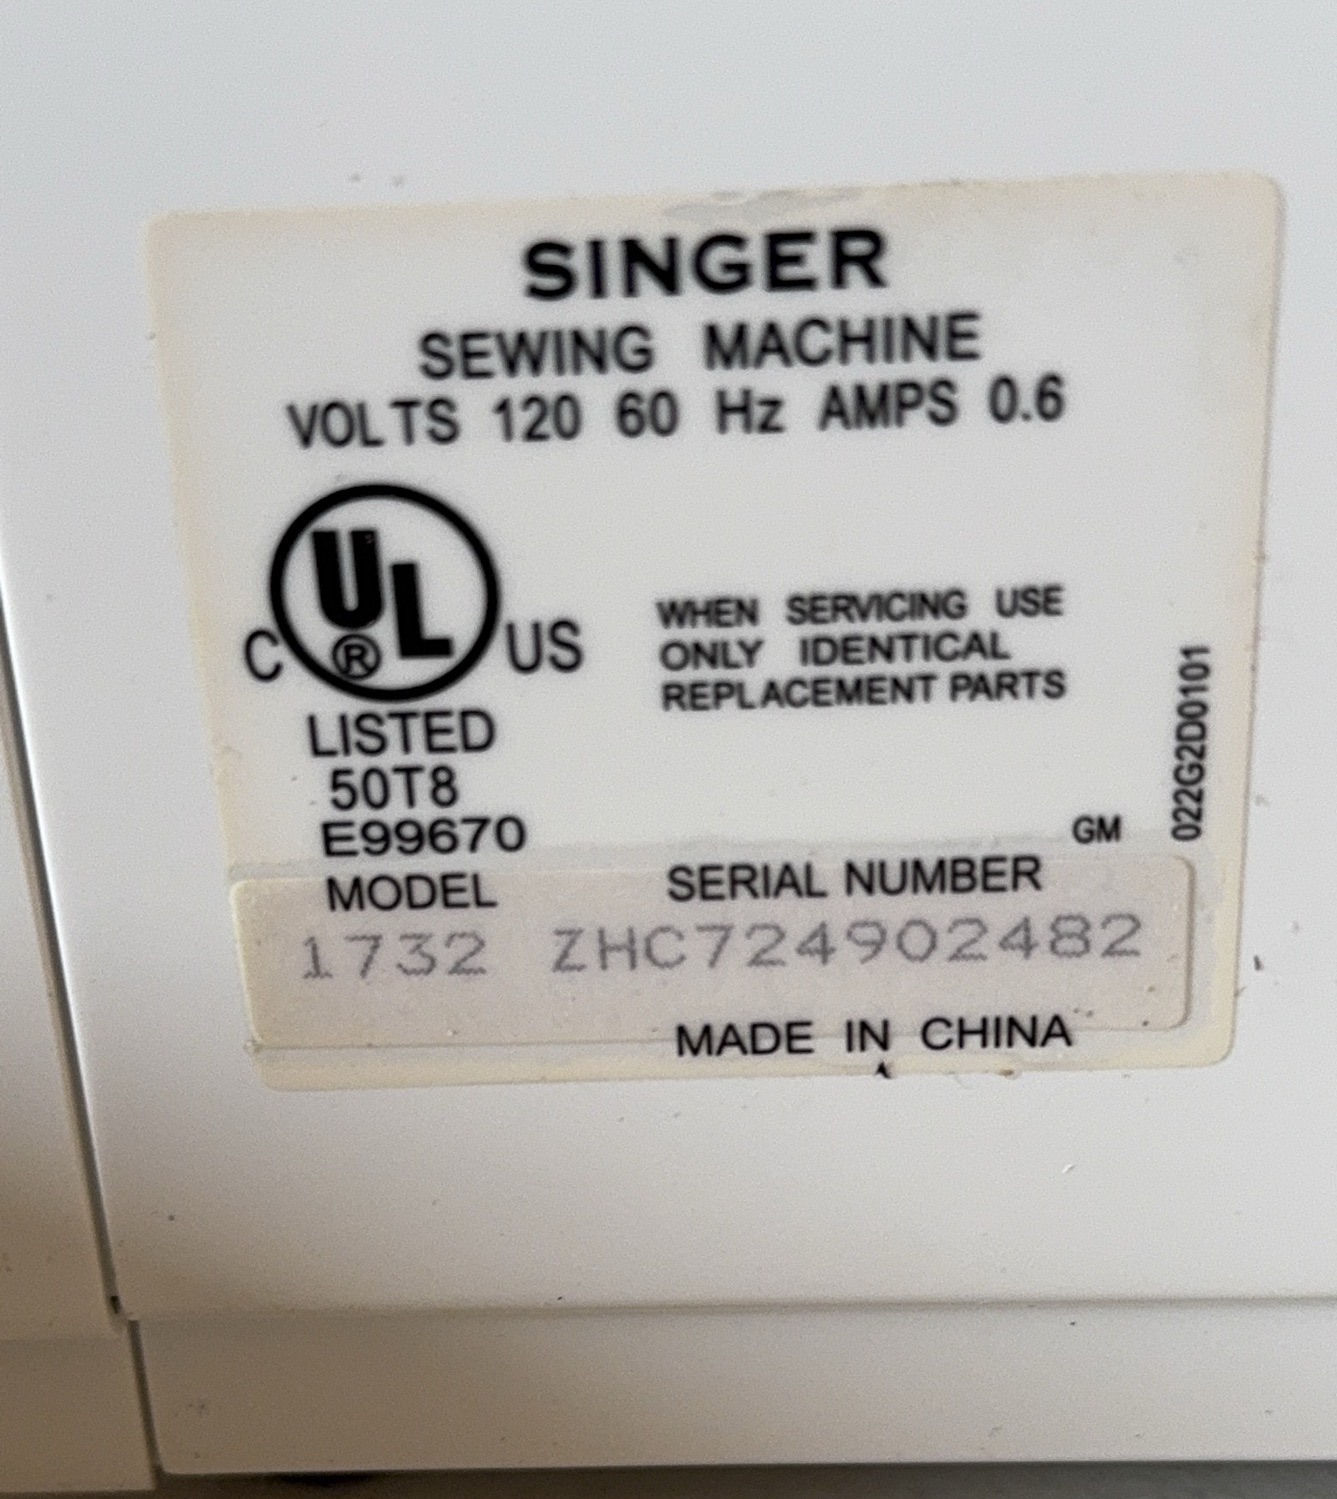 SINGER
SEWING MACHINE
VOLTS 120 60 Hz AMPS 0.6
C UL ® US
LISTED
50T8
E99670
WHEN SERVICING USE
ONLY IDENTICAL
REPLACEMENT PARTS
022G2D0101
GM
MODEL SERIAL NUMBER
1732 ZHC724902482
MADE IN CHINA